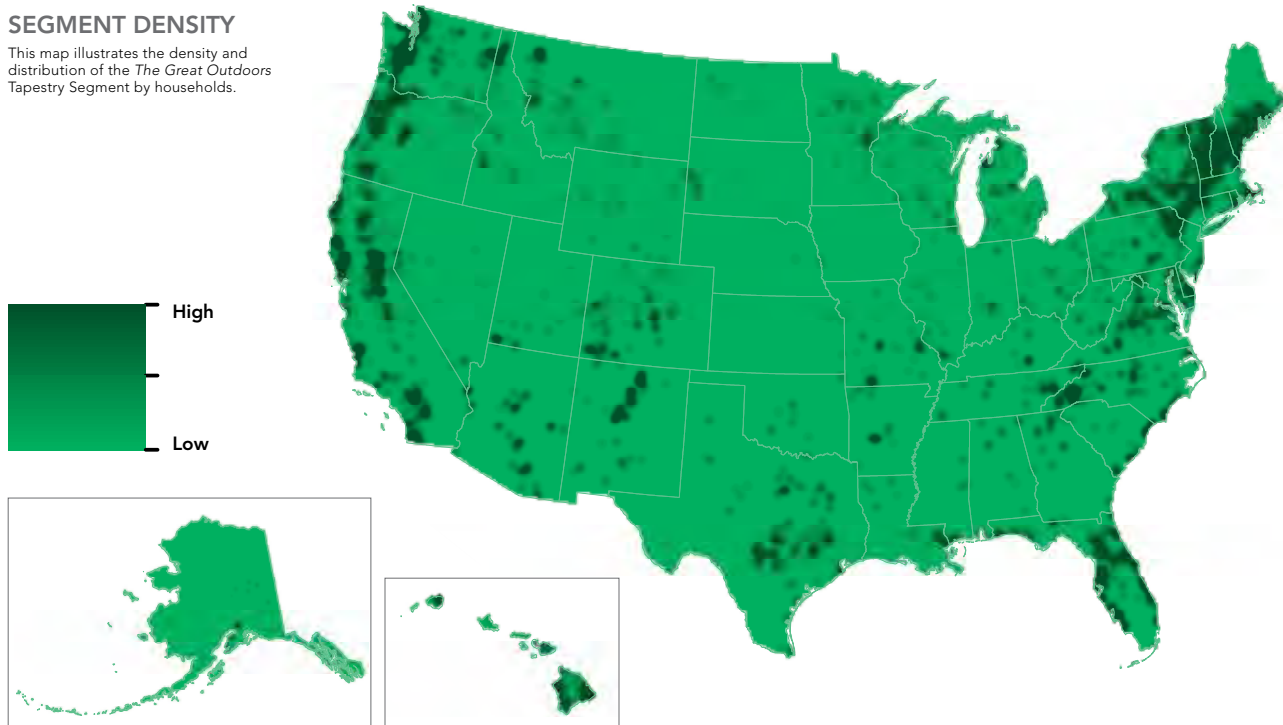 SEGMENT DENSITY
This map illustrates the density and
distribution of the The Great Outdoors
Tapestry Segment by households.
High
Low